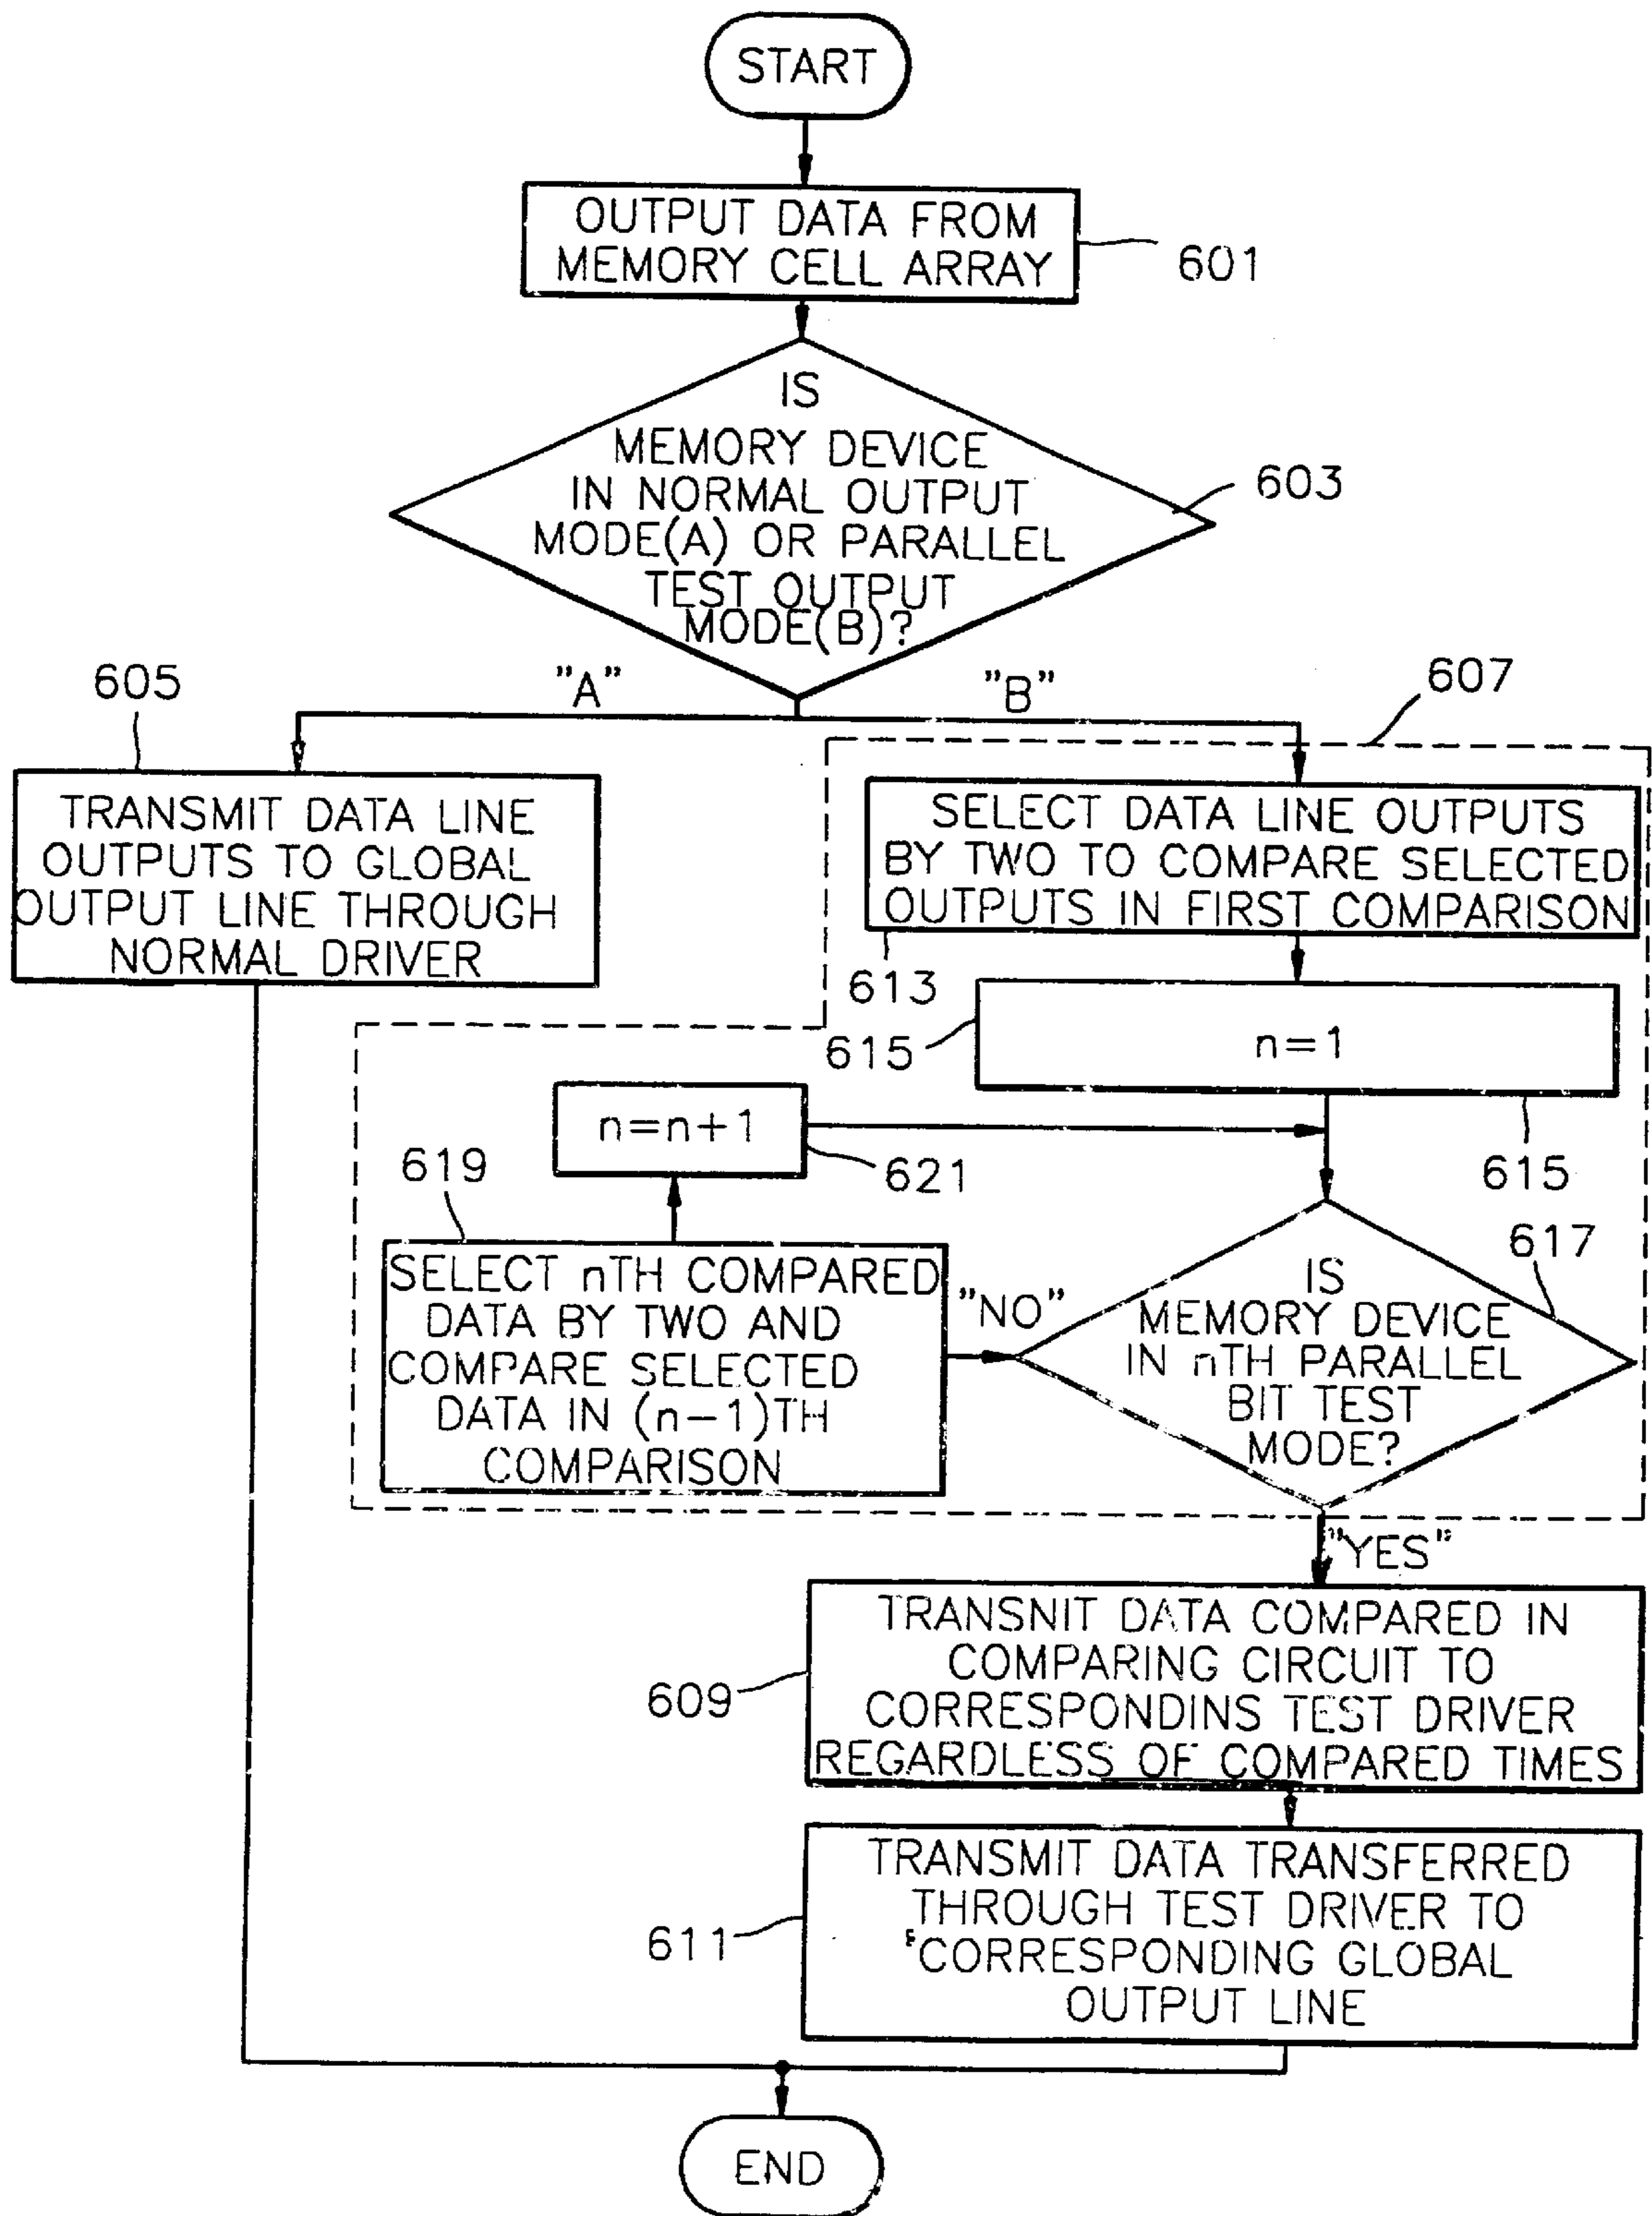 START
OUTPUT DATA FROM
MEMORY CELL ARRAY
601
IS
MEMORY DEVICE
IN NORMAL OUTPUT
MODE(A) OR PARALLEL
TEST OUTPUT
MODE(B)?
603
"A"
"B"
605
607
TRANSMIT DATA LINE
OUTPUTS TO GLOBAL
OUTPUT LINE THROUGH
NORMAL DRIVER
SELECT DATA LINE OUTPUTS
BY TWO TO COMPARE SELECTED
OUTPUTS IN FIRST COMPARISON
613
n=1
615
615
n=n+1
621
619
SELECT nTH COMPARED
DATA BY TWO AND
COMPARE SELECTED
DATA IN (n-1)TH
COMPARISON
"NO"
617
IS
MEMORY DEVICE
IN nTH PARALLEL
BIT TEST
MODE?
"YES"
TRANSNIT DATA COMPARED IN
COMPARING CIRCUIT TO
CORRESPONDINS TEST DRIVER
REGARDLESS OF COMPARED TIMES
609
TRANSMIT DATA TRANSFERRED
THROUGH TEST DRIVER TO
CORRESPONDING GLOBAL
OUTPUT LINE
611
END